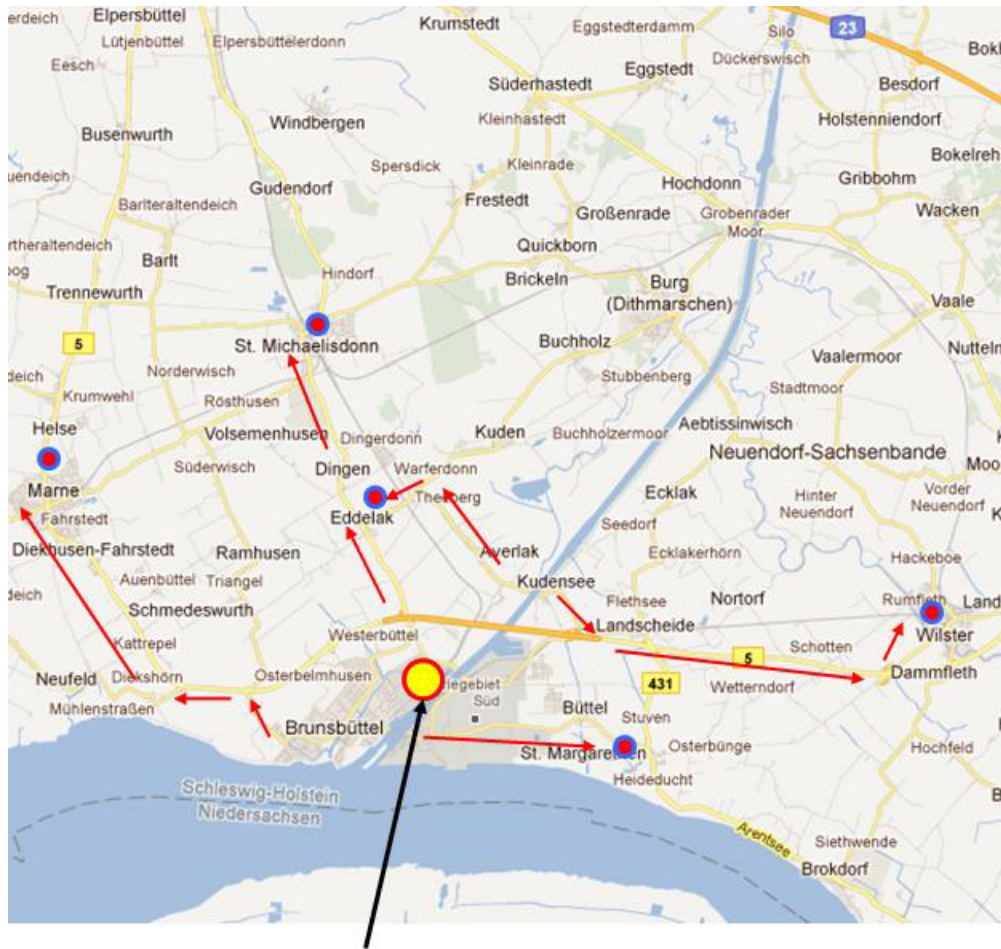 Elpersbüttel
Krumstedt
Eggstedterdamm
23
Silo
Lütjenbüttel
Elpersbüttelerdonn
Eesch
Dückerswisch
Eggstedt
Süderhastedt
Besdorf
Windbergen
Kleinhastedt
Holstenniendorf
Busenwurth
Bokelreh
Spersdick
Kleinrade
Gribbohm
Gudendorf
Hochdonn
Frestedt
Barlteraltendeich
Großenrade
Grobenrader
Moor
Wacken
rtheraltendeich
Quickborn
Barlt
Hindorf
Brickeln
Burg
(Dithmarschen)
Trennewurth
Vaale
5
St. Michaelisdonn
Buchholz
Nutteln
Vaalermoor
Norderwisch
Stubbenberg
Stadtmoor
Krumwehl
Rösthusen
Helse
Volsemenhusen
Dingerdonn
Kuden
Buchholzermoor
Aebtissinwisch
Neuendorf-Sachsenbande
Süderwisch
Dingen
Warferdonn
Marne
Ecklak
Hinter
Neuendorf
Vorder
Neuendorf
Fahrstedt
Eddelak
Seedorf
Diekhusen-Fahrstedt
Ramhusen
Averlak
Ecklakerhörn
Hackeboe
Auenbüttel
Triangel
Kudensee
Flethsee
Nortorf
Rumfleth
Land
Schmedeswurth
Landscheide
Wilster
Westerbüttel
Kattrepel
Schotten
5
Neufeld
Diekshörn
Osterbelmhusen
Dammfleth
431
Wetterndorf
Mühlenstraßen
Süd
Büttel
Stuven
Brunsbüttel
St. Margarethen
Osterbünge
Hochfeld
Heideducht
Schleswig-Holstein
Niedersachsen
Arentsee
Siethwende
Brokdorf